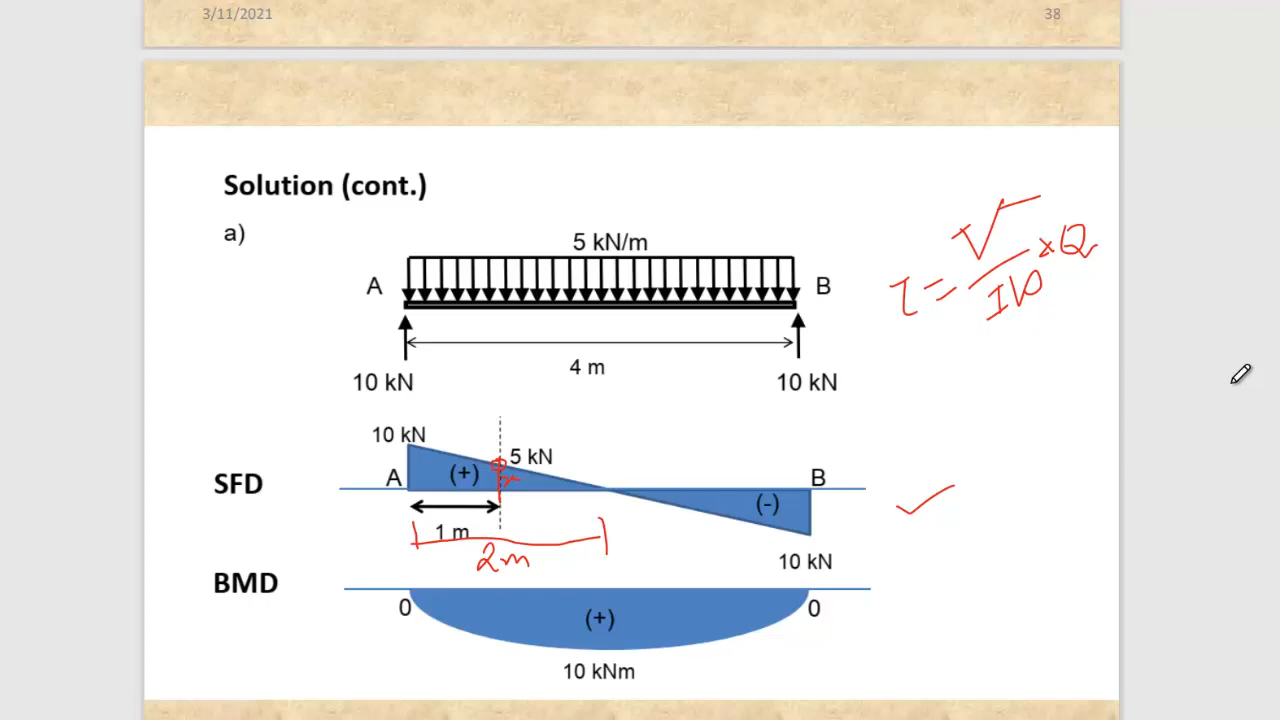 3/11/2021 38
Solution (cont.)
a)
5 kN/m
A B
4 m
10 kN 10 kN
τ = V/Ib × Q
10 kN
5 kN
SFD A (+) x B
(-)
1 m
2m
10 kN
BMD
0 (+) 0
10 kNm